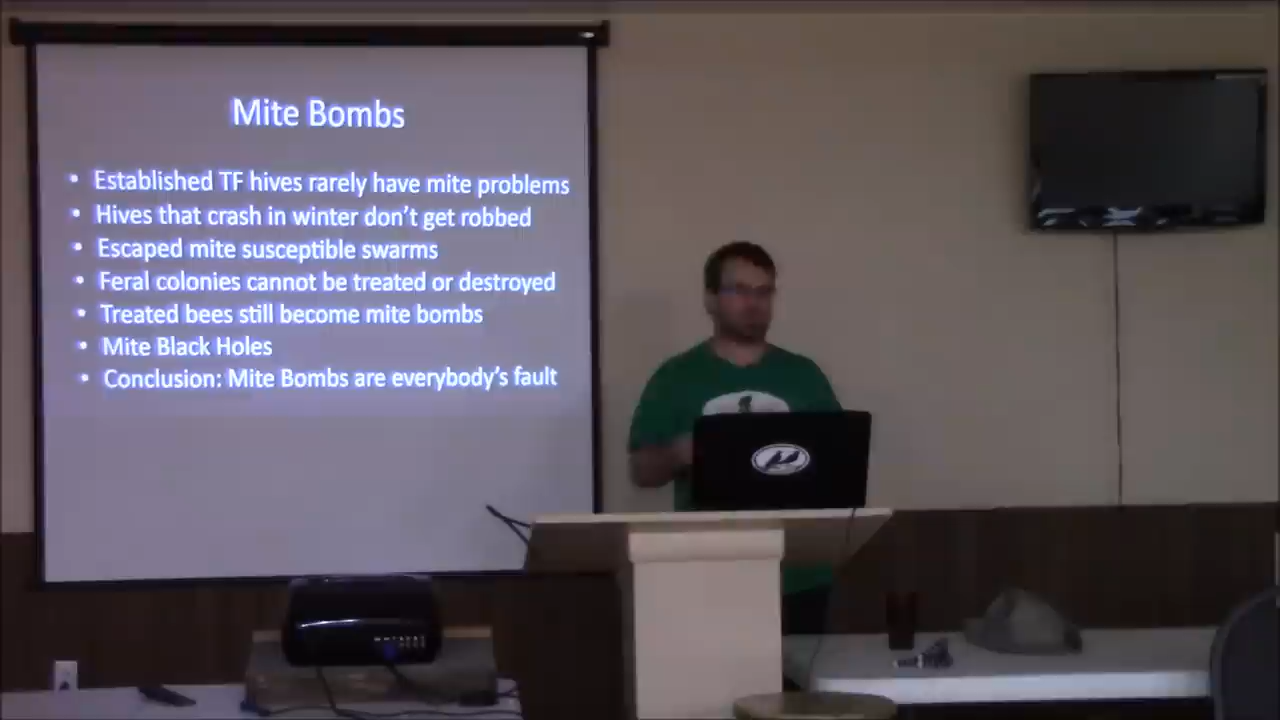 Mite Bombs
• Established TF hives rarely have mite problems
• Hives that crash in winter don't get robbed
• Escaped mite susceptible swarms
• Feral colonies cannot be treated or destroyed
• Treated bees still become mite bombs
• Mite Black Holes
• Conclusion: Mite Bombs are everybody's fault